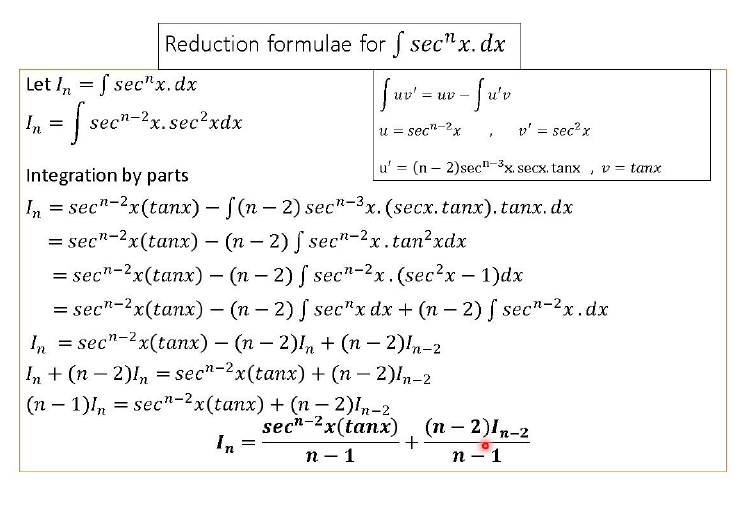 Reduction formulae for ∫ secⁿx.dx
Let Iₙ = ∫ secⁿx.dx
Iₙ = ∫ secⁿ⁻²x.sec²xdx
∫uv′ = uv − ∫u′v
u = secⁿ⁻²x , v′ = sec²x
u′ = (n − 2)secⁿ⁻³x. secx. tanx , v = tanx
Integration by parts
Iₙ = secⁿ⁻²x(tanx) − ∫(n − 2) secⁿ⁻³x.(secx.tanx).tanx.dx
= secⁿ⁻²x(tanx) − (n − 2) ∫ secⁿ⁻²x.tan²xdx
= secⁿ⁻²x(tanx) − (n − 2) ∫ secⁿ⁻²x.(sec²x − 1)dx
= secⁿ⁻²x(tanx) − (n − 2) ∫ secⁿx dx + (n − 2) ∫ secⁿ⁻²x.dx
Iₙ = secⁿ⁻²x(tanx) − (n − 2)Iₙ + (n − 2)Iₙ₋₂
Iₙ + (n − 2)Iₙ = secⁿ⁻²x(tanx) + (n − 2)Iₙ₋₂
(n − 1)Iₙ = secⁿ⁻²x(tanx) + (n − 2)Iₙ₋₂
Iₙ = secⁿ⁻²x(tanx)/n − 1 + (n − 2)Iₙ₋₂/n − 1